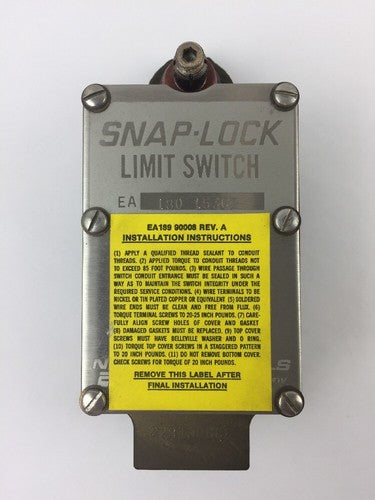 SNAP-LOCK
LIMIT SWITCH
EA 180
EA189 90008 REV. A
INSTALLATION INSTRUCTIONS
(1) APPLY A QUALIFIED THREAD SEALANT TO CONDUIT
THREADS. (2) APPLIED TORQUE TO CONDUIT THREADS NOT
TO EXCEED 85 FOOT POUNDS. (3) WIRE PASSAGE THROUGH
SWITCH CONDUIT ENTRANCE MUST BE SEALED IN SUCH A
WAY AS TO MAINTAIN THE SWITCH INTEGRITY UNDER THE
REQUIRED SERVICE CONDITIONS. (4) WIRE TERMINALS TO BE
NICKEL OR TIN PLATED COPPER OR EQUIVALENT (5) SOLDERED
WIRE ENDS MUST BE CLEAN AND FREE FROM FLUX. (6)
TORQUE TERMINAL SCREWS TO 20-25 INCH POUNDS. (7) CARE-
FULLY ALIGN SCREW HOLES OF COVER AND GASKET
(8) DAMAGED GASKETS MUST BE REPLACED. (9) TOP COVER
SCREWS MUST HAVE BELLEVILLE WASHER AND O RING.
(10) TORQUE TOP COVER SCREWS IN A STAGGERED PATTERN
TO 20 INCH POUNDS. (11) DO NOT REMOVE BOTTOM COVER.
CHECK SCREWS FOR TORQUE OF 20 INCH POUNDS.
REMOVE THIS LABEL AFTER
FINAL INSTALLATION